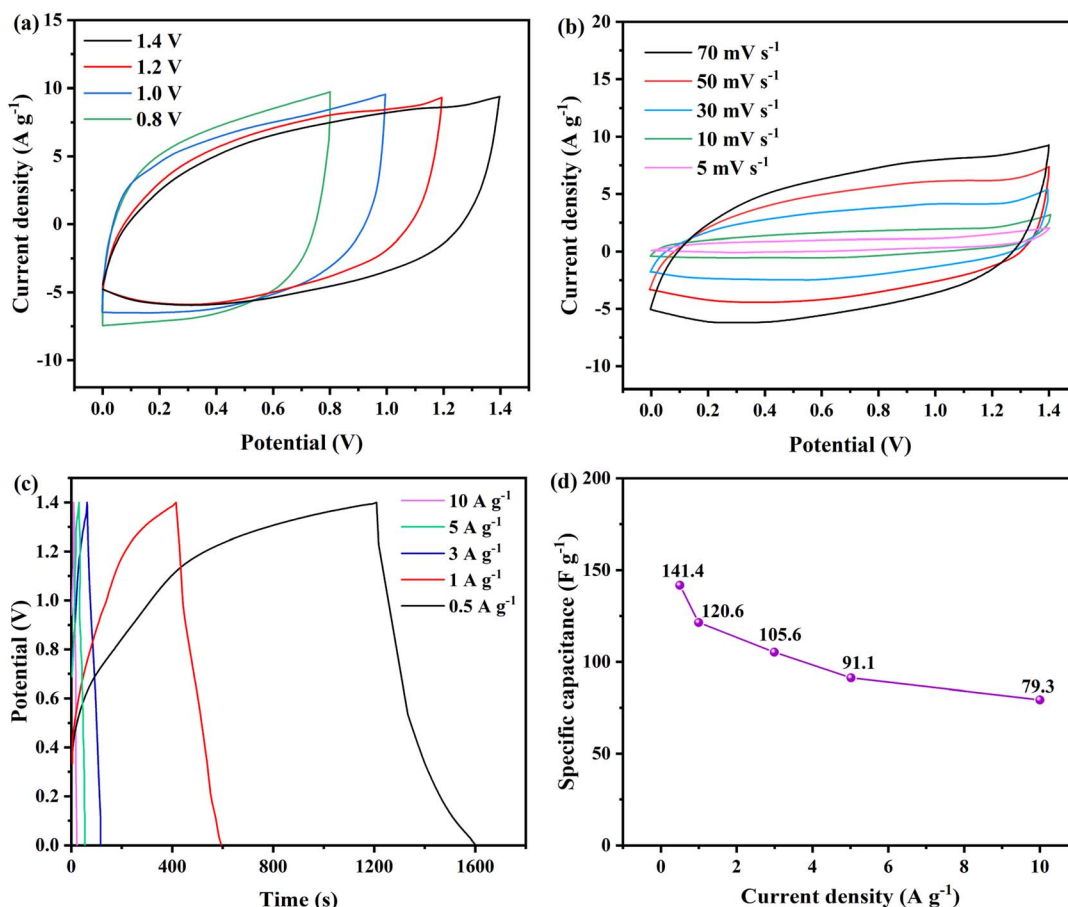 (a)
1.4 V
1.2 V
1.0 V
0.8 V
15
10
5
0
-5
-10
Current density (A g⁻¹)
0.0 0.2 0.4 0.6 0.8 1.0 1.2 1.4
Potential (V)
(b)
70 mV s⁻¹
50 mV s⁻¹
30 mV s⁻¹
10 mV s⁻¹
5 mV s⁻¹
20
15
10
5
0
-5
-10
Current density (A g⁻¹)
0.0 0.2 0.4 0.6 0.8 1.0 1.2 1.4
Potential (V)
(c)
10 A g⁻¹
5 A g⁻¹
3 A g⁻¹
1 A g⁻¹
0.5 A g⁻¹
1.4
1.2
1.0
0.8
0.6
0.4
0.2
0.0
Potential (V)
0 400 800 1200 1600
Time (s)
(d)
200
150
100
50
0
Specific capacitance (F g⁻¹)
141.4
120.6
105.6
91.1
79.3
0 2 4 6 8 10
Current density (A g⁻¹)